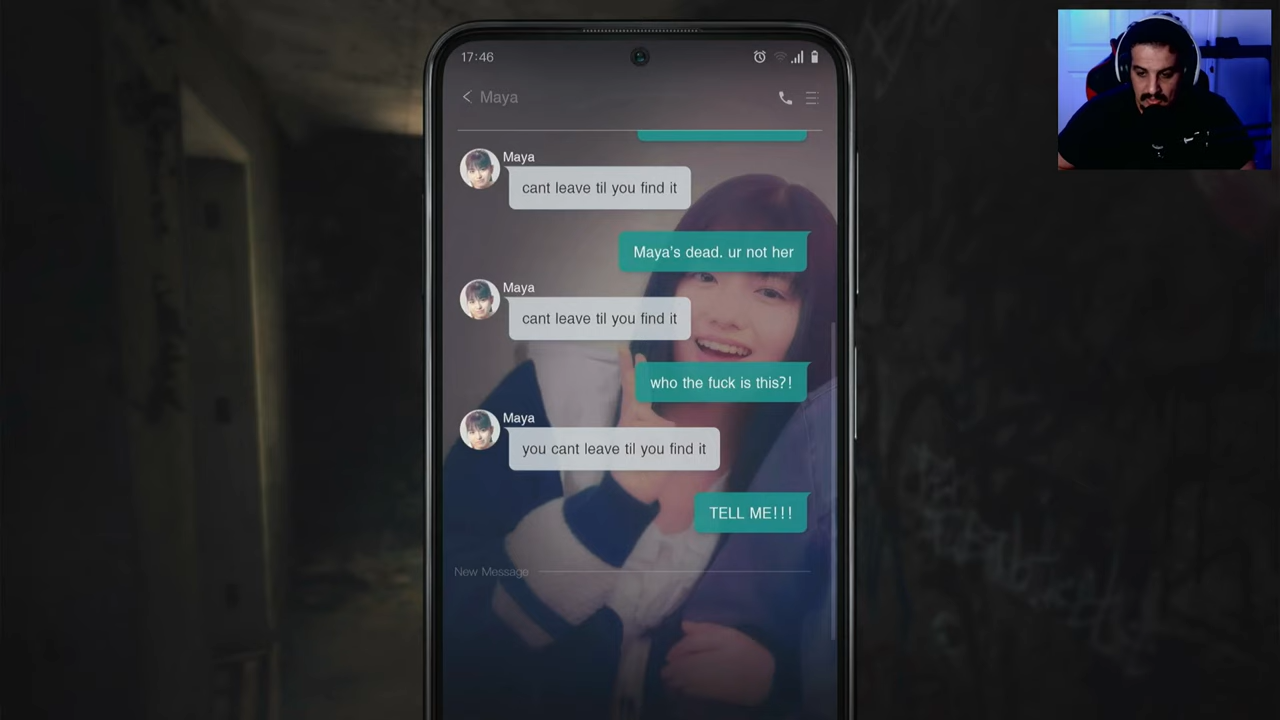 17:46
Maya
Maya
cant leave til you find it
Maya's dead. ur not her
Maya
cant leave til you find it
who the fuck is this?!
Maya
you cant leave til you find it
TELL ME!!!
New Message